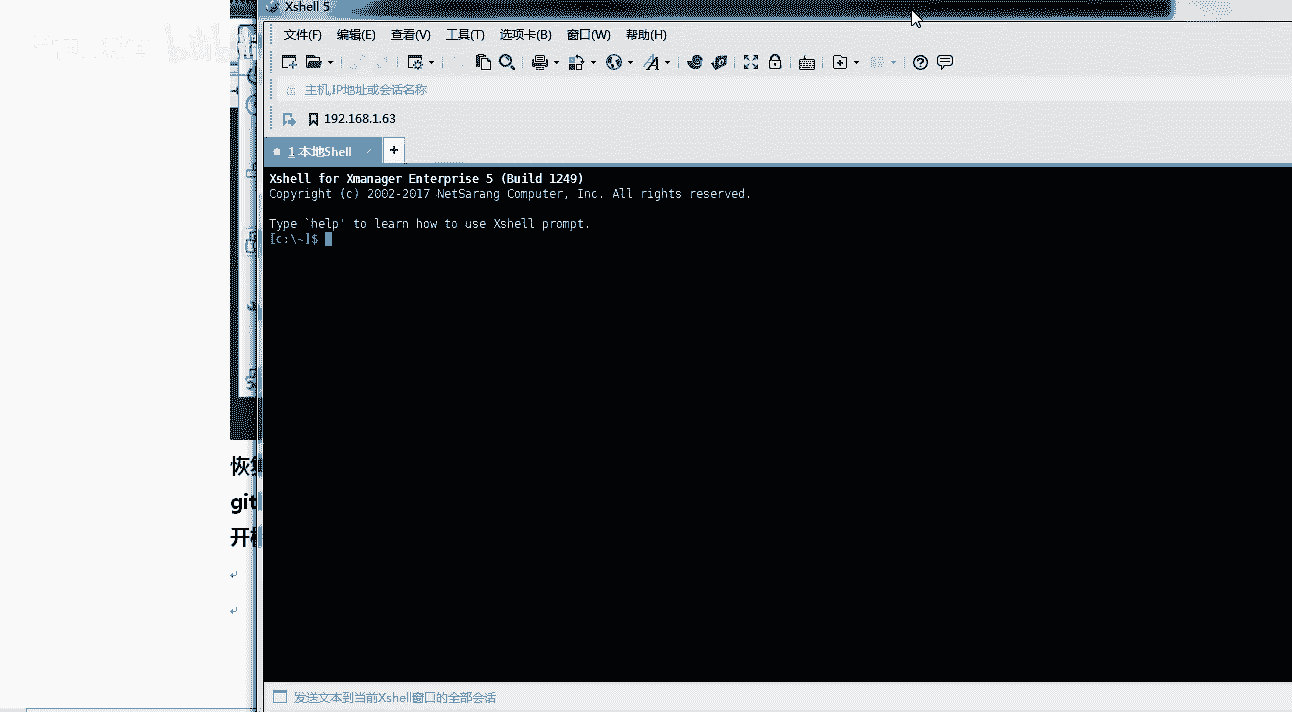 Xshell 5
文件(F) 编辑(E) 查看(V) 工具(T) 选项卡(B) 窗口(W) 帮助(H)
主机,IP地址或会话名称
192.168.1.63
1 本地Shell
+
Xshell for Xmanager Enterprise 5 (Build 1249)
Copyright (c) 2002-2017 NetSarang Computer, Inc. All rights reserved.
Type `help' to learn how to use Xshell prompt.
[c:\~]$
恢
git
开
发送文本到当前Xshell窗口的全部会话